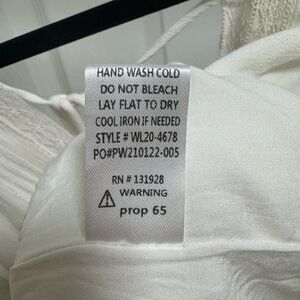 HAND WASH COLD
DO NOT BLEACH
LAY FLAT TO DRY
COOL IRON IF NEEDED
STYLE # WL20-4678
PO#PW210122-005
RN # 131928
WARNING
prop 65